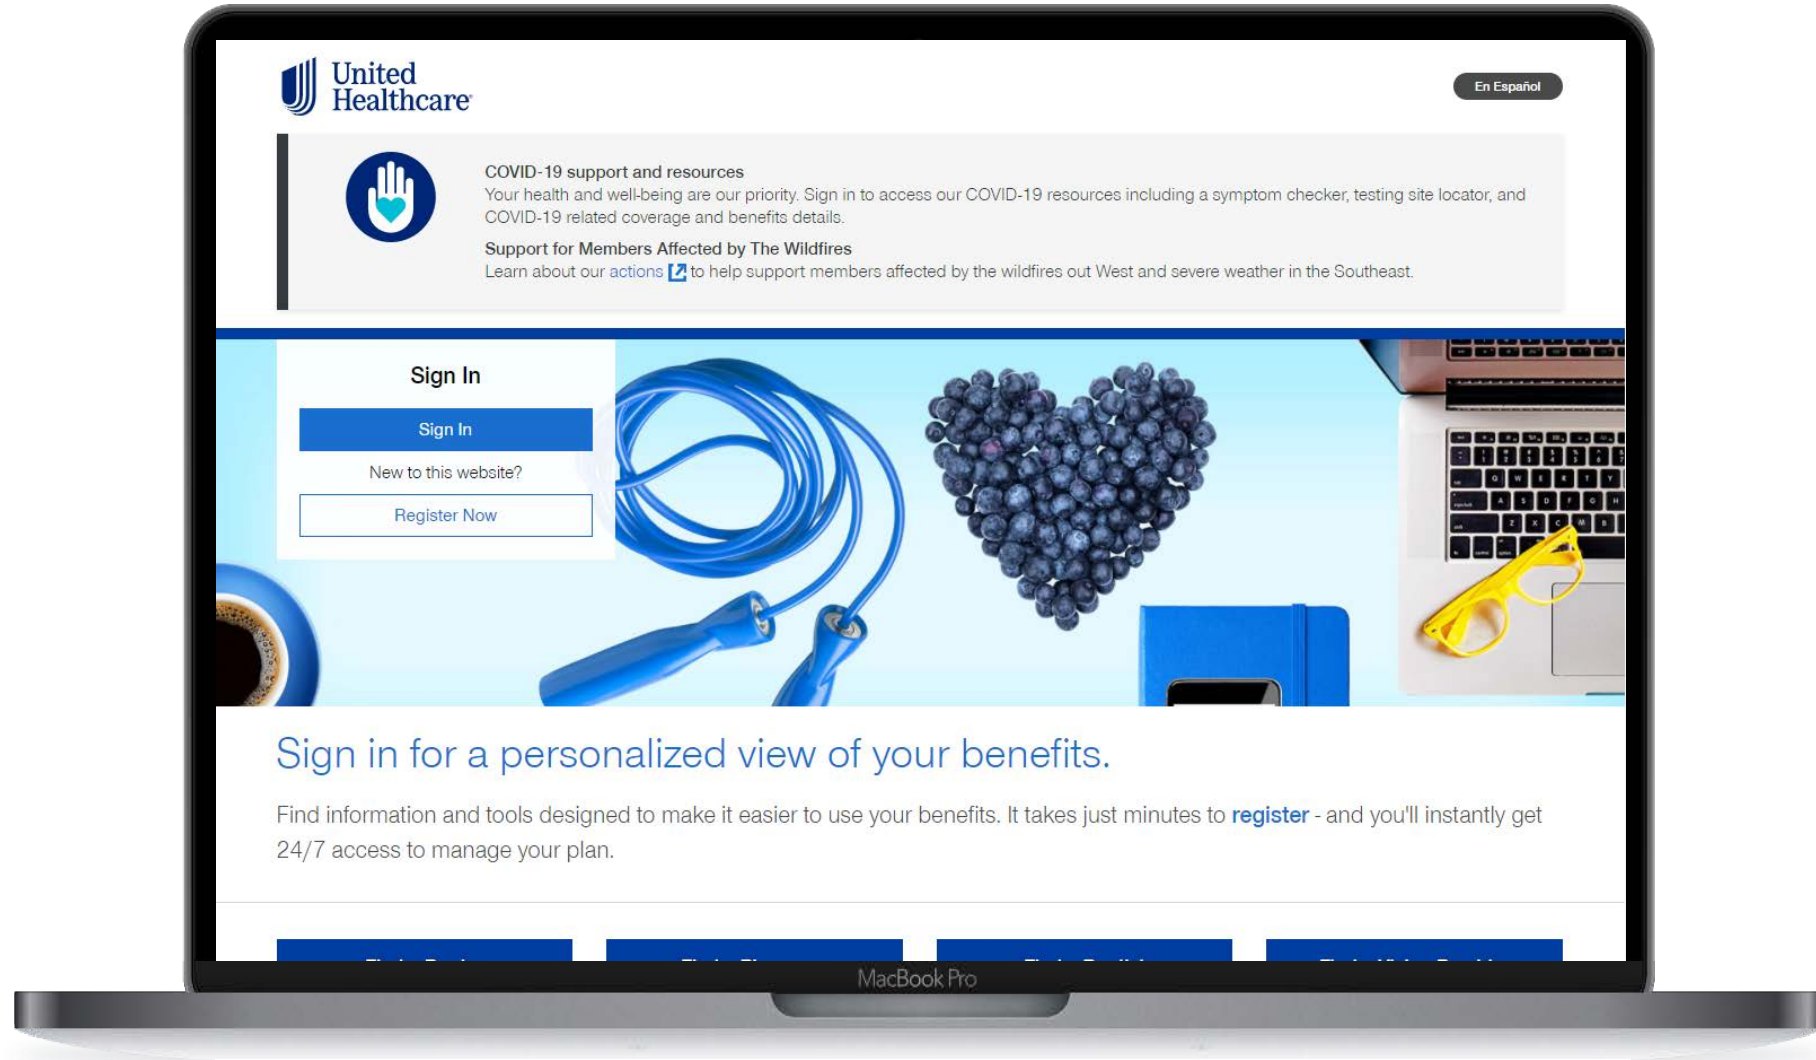 United
Healthcare
En Español
COVID-19 support and resources
Your health and well-being are our priority. Sign in to access our COVID-19 resources including a symptom checker, testing site locator, and
COVID-19 related coverage and benefits details.
Support for Members Affected by The Wildfires
Learn about our actions to help support members affected by the wildfires out West and severe weather in the Southeast.
Sign In
Sign In
New to this website?
Register Now
Sign in for a personalized view of your benefits.
Find information and tools designed to make it easier to use your benefits. It takes just minutes to register - and you'll instantly get
24/7 access to manage your plan.
MacBook Pro